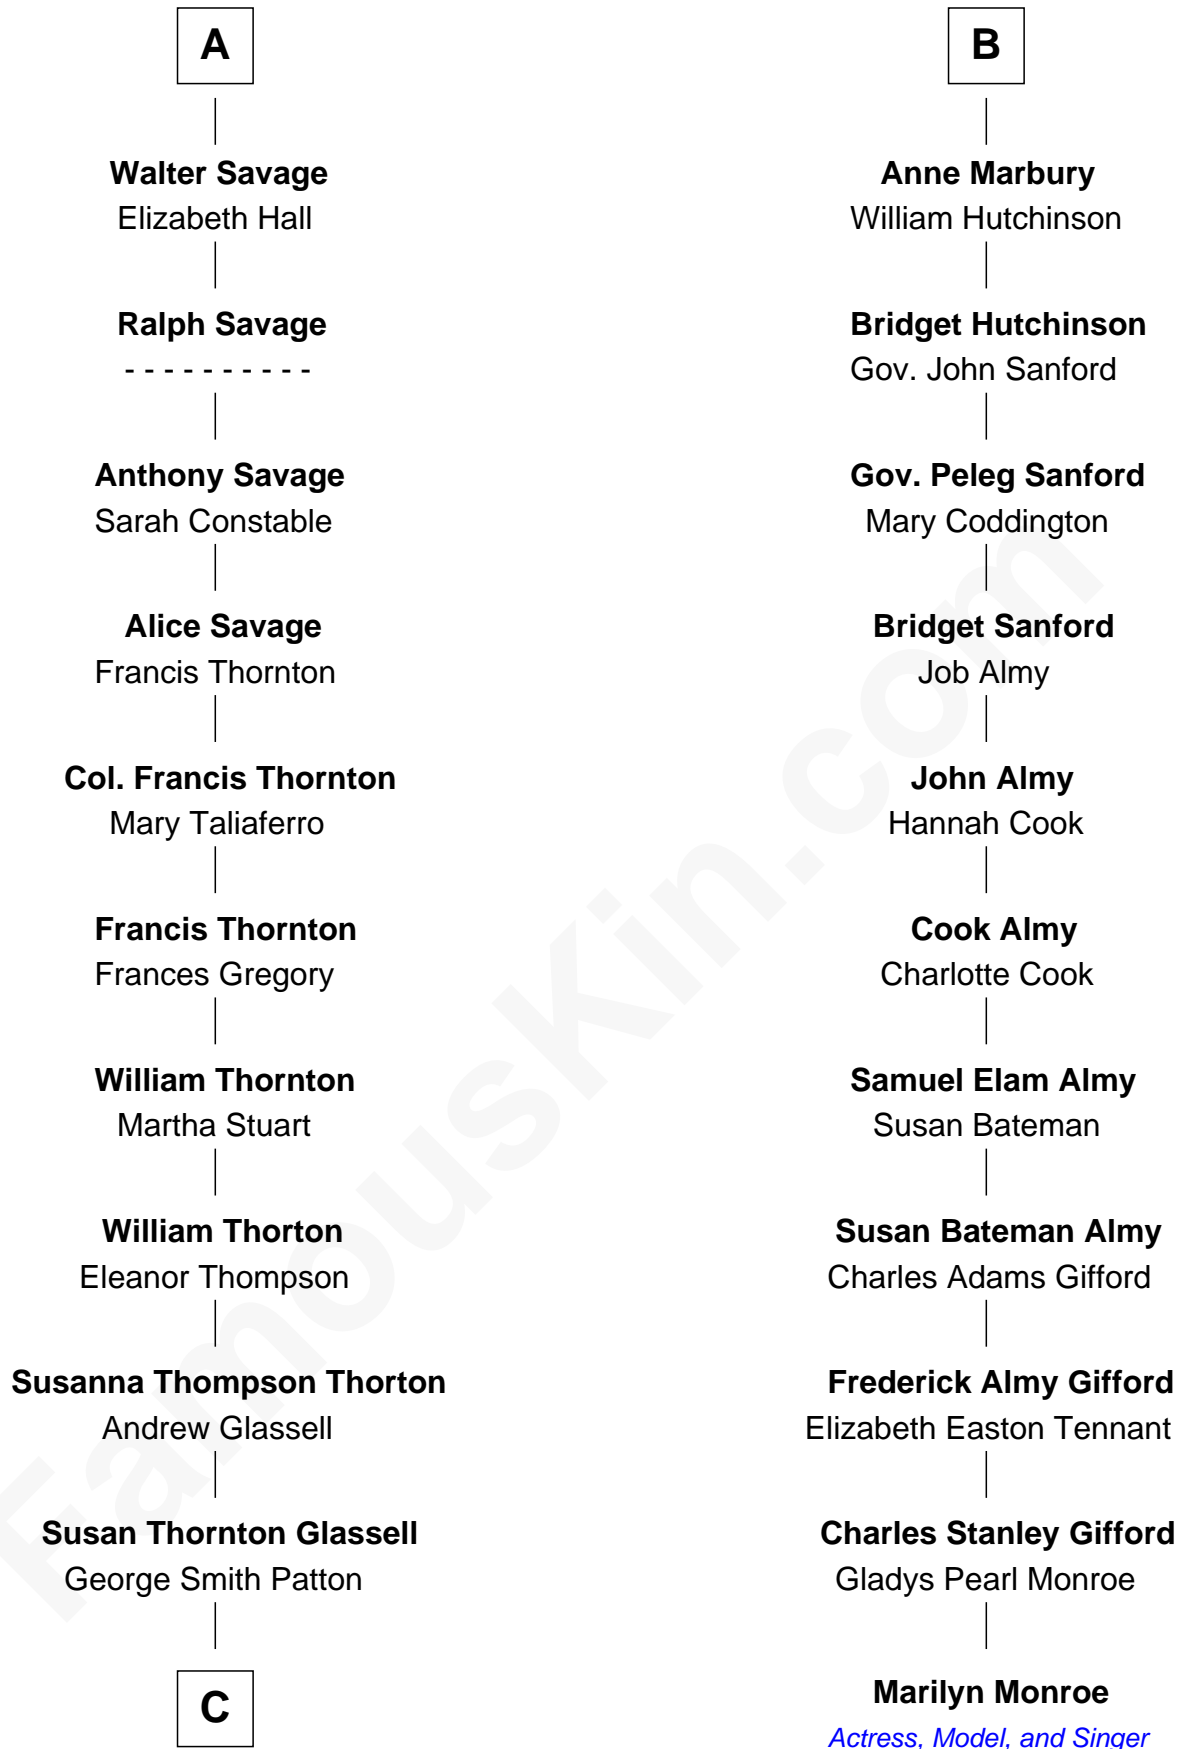 A
Walter Savage
Elizabeth Hall
Ralph Savage
- - - - - - - - - -
Anthony Savage
Sarah Constable
Alice Savage
Francis Thornton
Col. Francis Thornton
Mary Taliaferro
Francis Thornton
Frances Gregory
William Thornton
Martha Stuart
William Thorton
Eleanor Thompson
Susanna Thompson Thorton
Andrew Glassell
Susan Thornton Glassell
George Smith Patton
C
B
Anne Marbury
William Hutchinson
Bridget Hutchinson
Gov. John Sanford
Gov. Peleg Sanford
Mary Coddington
Bridget Sanford
Job Almy
John Almy
Hannah Cook
Cook Almy
Charlotte Cook
Samuel Elam Almy
Susan Bateman
Susan Bateman Almy
Charles Adams Gifford
Frederick Almy Gifford
Elizabeth Easton Tennant
Charles Stanley Gifford
Gladys Pearl Monroe
Marilyn Monroe
Actress, Model, and Singer
FamousKin.com